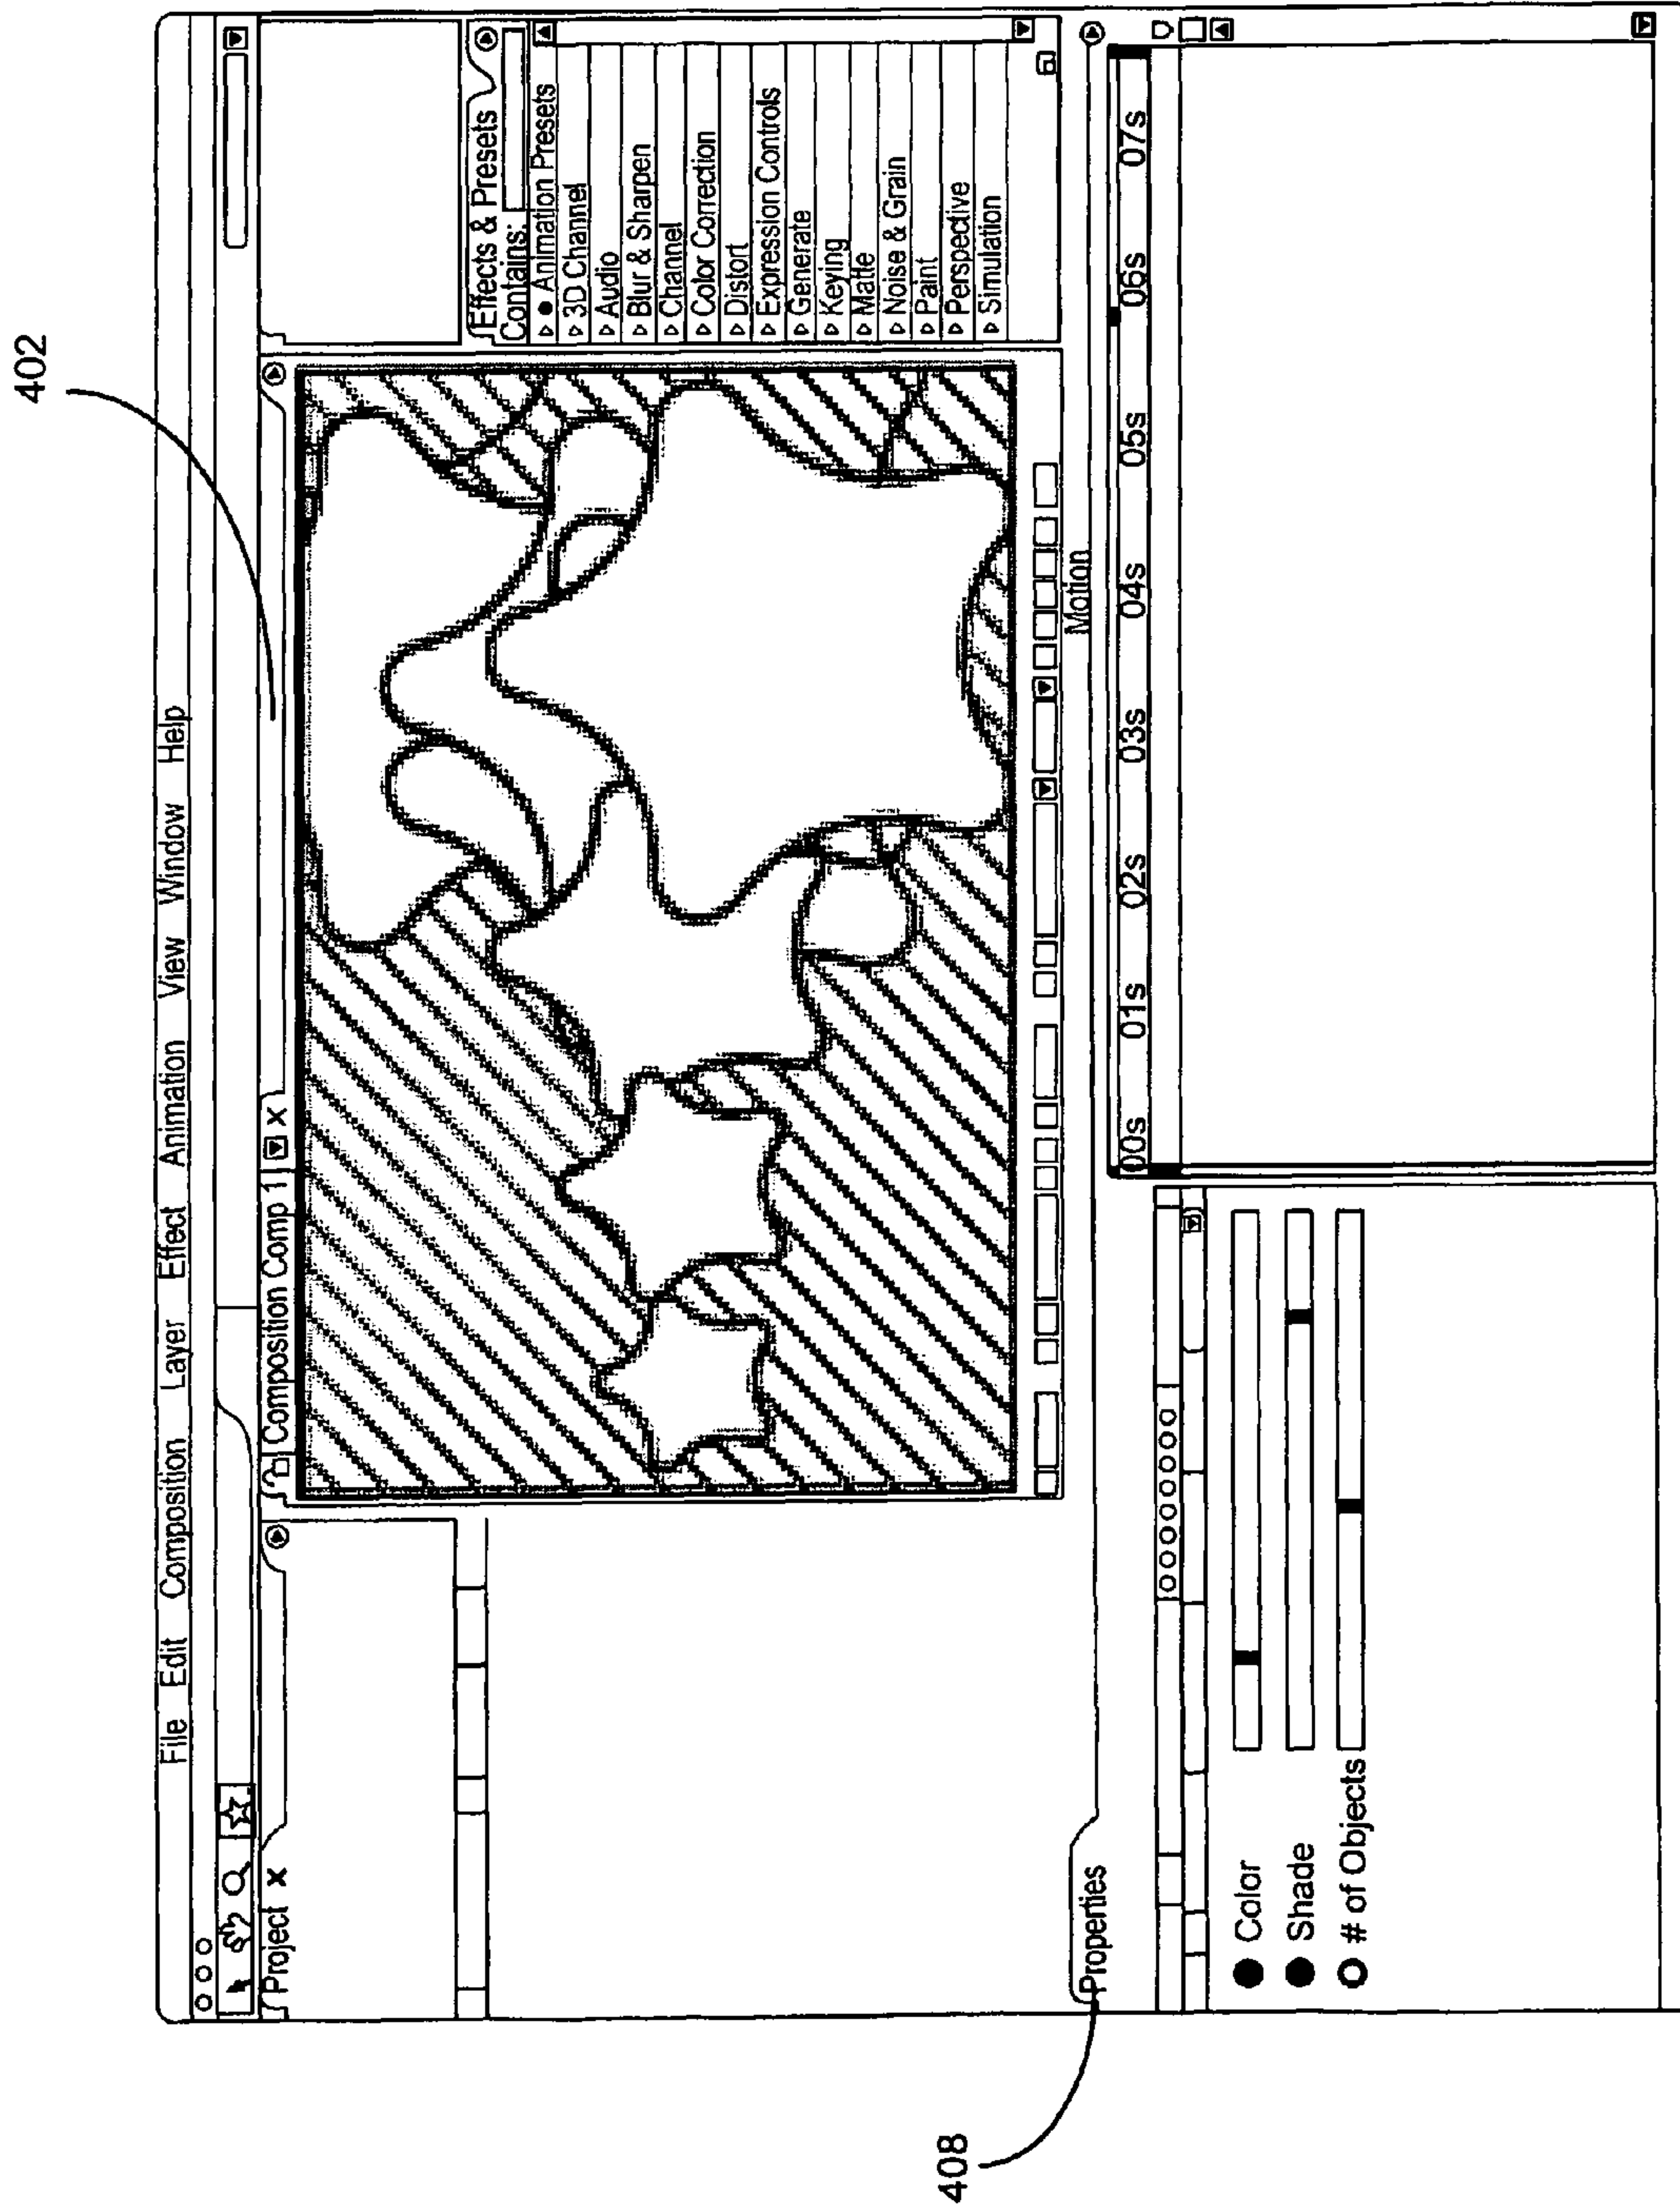 402
File Edit Composition Layer Effect Animation View Window Help
Project x
Composition Comp 1 x
Effects & Presets
Contains:
Animation Presets
3D Channel
Audio
Blur & Sharpen
Channel
Color Correction
Distort
Expression Controls
Generate
Keying
Matte
Noise & Grain
Paint
Perspective
Simulation
Motion
408
Properties
00s 01s 02s 03s 04s 05s 06s 07s
Color
Shade
# of Objects